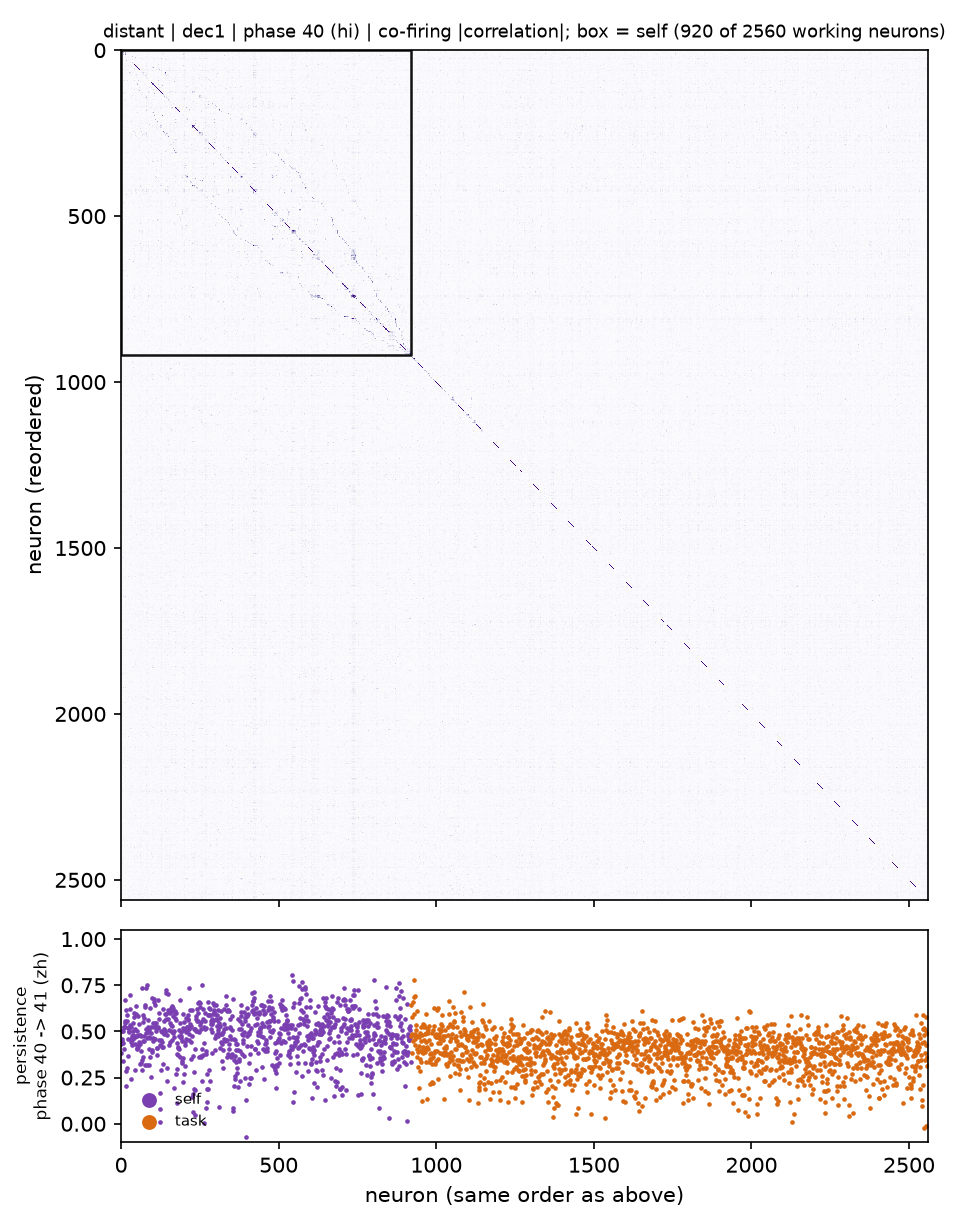 distant | dec1 | phase 40 (hi) | co-firing |correlation|; box = self (920 of 2560 working neurons)
0
500
1000
1500
2000
2500
neuron (reordered)
1.00
0.75
0.50
0.25
0.00
persistence
phase 40 -> 41 (zh)
self
task
0
500
1000
1500
2000
2500
neuron (same order as above)